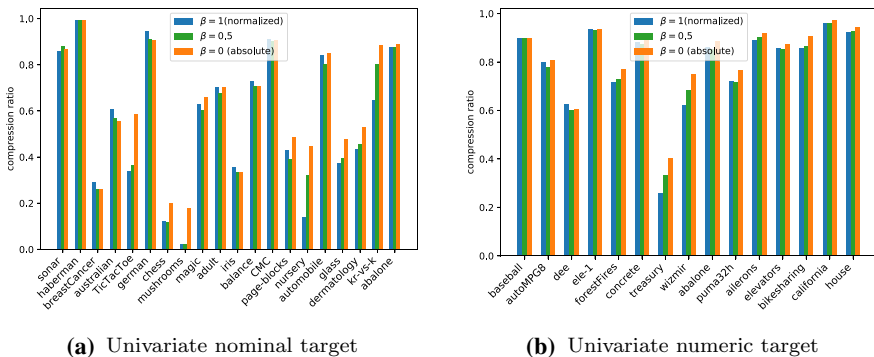 1.0
0.8
0.6
0.4
0.2
0.0
compression ratio
β = 1(normalized)
β = 0,5
β = 0 (absolute)
sonar
haberman
breastCancer
australian
TicTacToe
german
chess
mushrooms
magic
adult
iris
balance
CMC
page-blocks
nursery
automobile
glass
dermatology
kr-vs-k
abalone
(a) Univariate nominal target
1.0
0.8
0.6
0.4
0.2
0.0
compression ratio
β = 1(normalized)
β = 0,5
β = 0 (absolute)
baseball
autoMPG8
dee
ele-1
forestFires
concrete
treasury
wizmir
abalone
puma32h
ailerons
elevators
bikesharing
california
house
(b) Univariate numeric target